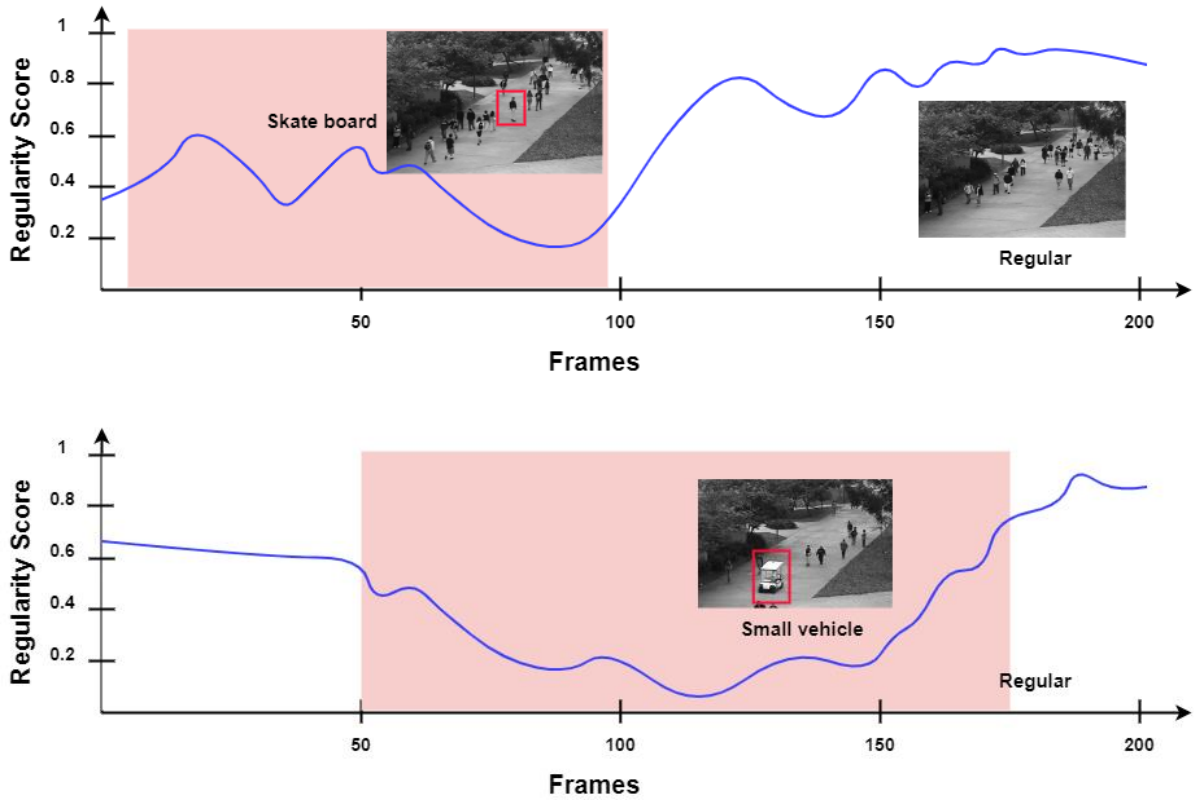 1
0.8
0.6
0.4
0.2
Regularity Score
Skate board
Regular
50
100
150
200
Frames
1
0.8
0.6
0.4
0.2
Regularity Score
Small vehicle
Regular
50
100
150
200
Frames